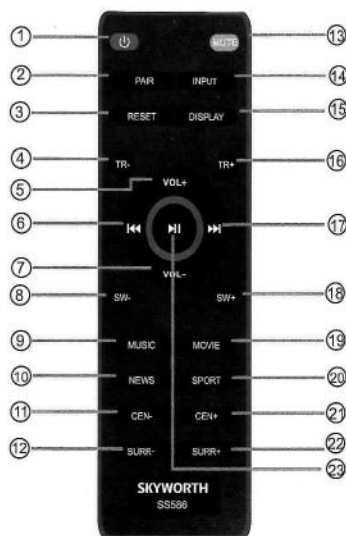 ① MUTE ⑬
② PAIR INPUT ⑭
③ RESET DISPLAY ⑮
④ TR- TR+ ⑯
⑤ VOL+
⑥ ⑰
⑦ VOL-
⑧ SW- SW+ ⑱
⑨ MUSIC MOVIE ⑲
⑩ NEWS SPORT ⑳
⑪ CEN- CEN+ ㉑
⑫ SURR- SURR+ ㉒
㉓
SKYWORTH
SS586